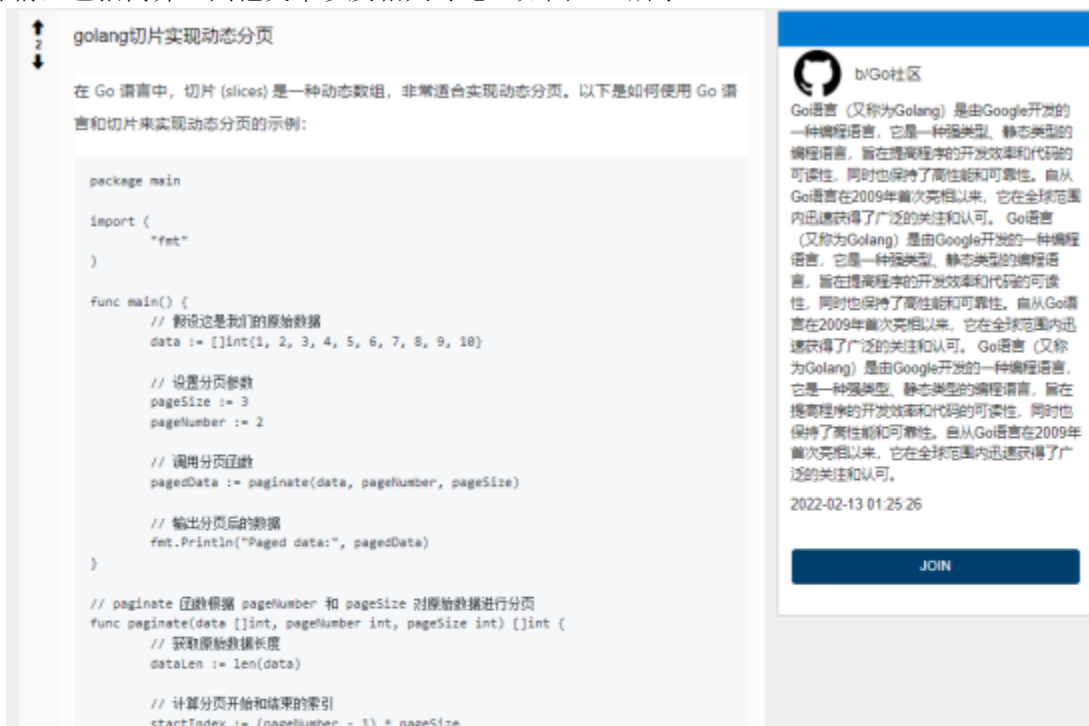 2
golang切片实现动态分页
在 Go 语言中，切片 (slices) 是一种动态数组，非常适合实现动态分页。以下是如何使用 Go 语
言和切片来实现动态分页的示例：
package main
import (
"fmt"
)
func main() {
// 假设这是我们的原始数据
data := []int{1, 2, 3, 4, 5, 6, 7, 8, 9, 10}
// 设置分页参数
pageSize := 3
pageNumber := 2
// 调用分页函数
pagedData := paginate(data, pageNumber, pageSize)
// 输出分页后的数据
fmt.Println("Paged data:", pagedData)
}
// paginate 函数根据 pageNumber 和 pageSize 对原始数据进行分页
func paginate(data []int, pageNumber int, pageSize int) []int {
// 获取原始数据长度
dataLen := len(data)
// 计算分页开始和结束的索引
startIndex := (pageNumber - 1) * pageSize
b/Go社区
Go语言（又称为Golang）是由Google开发的
一种编程语言，它是一种强类型、静态类型的
编程语言，旨在提高程序的开发效率和代码的
可读性，同时也保持了高性能和可靠性。自从
Go语言在2009年首次亮相以来，它在全球范围
内迅速获得了广泛的关注和认可。 Go语言
（又称为Golang）是由Google开发的一种编程
语言，它是一种强类型、静态类型的编程语
言，旨在提高程序的开发效率和代码的可读
性，同时也保持了高性能和可靠性。自从Go语
言在2009年首次亮相以来，它在全球范围内迅
速获得了广泛的关注和认可。 Go语言（又称
为Golang）是由Google开发的一种编程语言，
它是一种强类型、静态类型的编程语言，旨在
提高程序的开发效率和代码的可读性，同时也
保持了高性能和可靠性。自从Go语言在2009年
首次亮相以来，它在全球范围内迅速获得了广
泛的关注和认可。
2022-02-13 01:25:26
JOIN